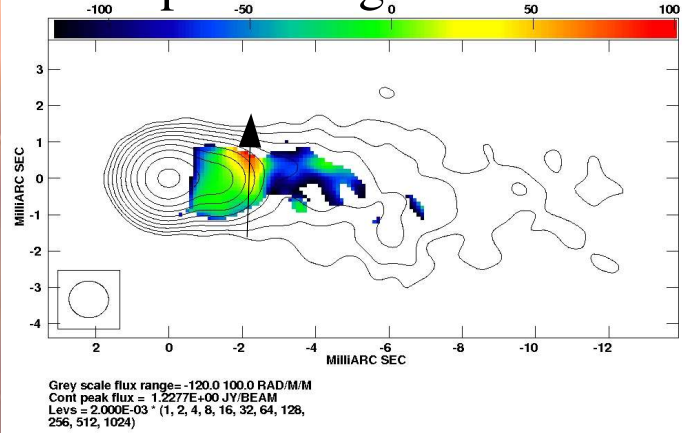 -100 -50 0 50 100
MilliARC SEC
3
2
1
0
-1
-2
-3
-4
2 0 -2 -4 -6 -8 -10 -12
MilliARC SEC
Grey scale flux range= -120.0 100.0 RAD/M/M
Cont peak flux = 1.2277E+00 JY/BEAM
Levs = 2.000E-03 * (1, 2, 4, 8, 16, 32, 64, 128,
256, 512, 1024)